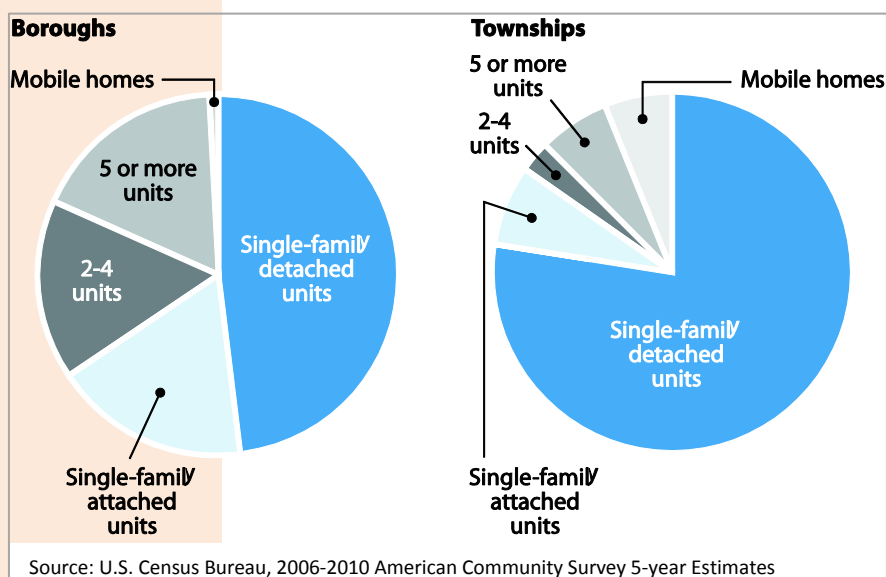 Boroughs
Mobile homes
5 or more
units
2-4
units
Single-family
detached
units
Single-family
attached
units
Townships
5 or more
units
2-4
units
Mobile homes
Single-family
detached
units
Single-family
attached
units
Source: U.S. Census Bureau, 2006-2010 American Community Survey 5-year Estimates